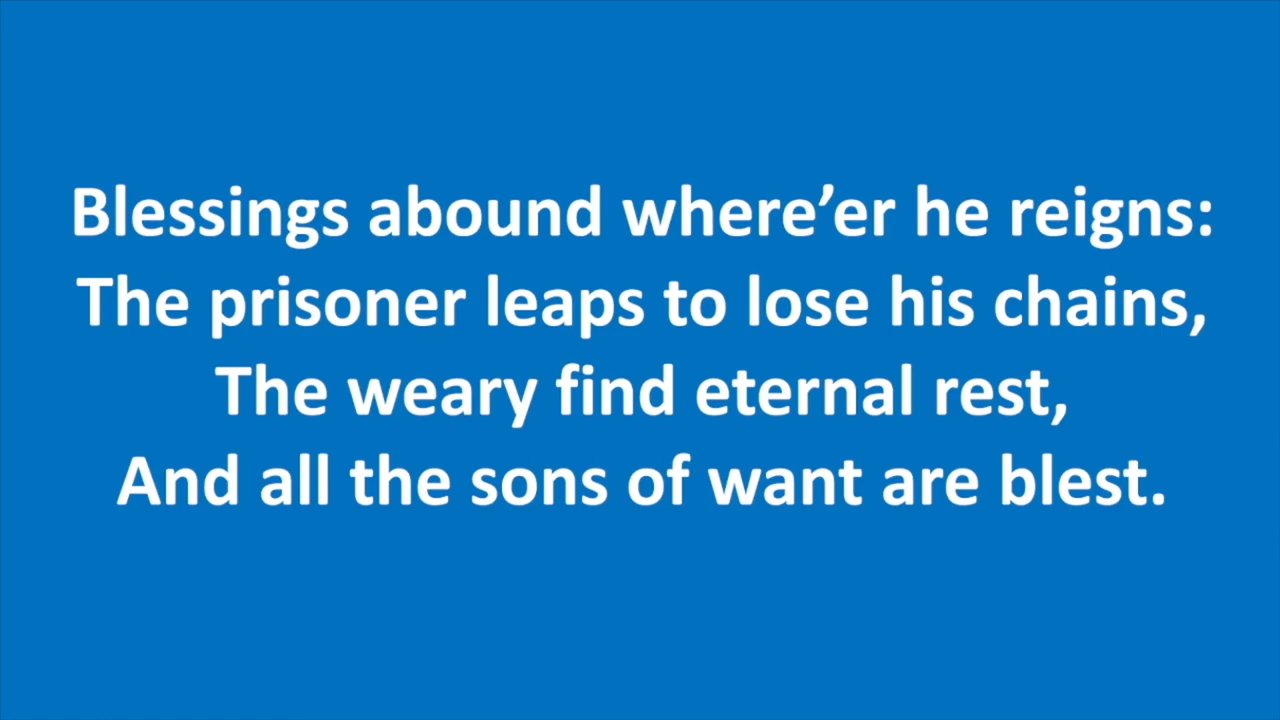 Blessings abound where’er he reigns:
The prisoner leaps to lose his chains,
The weary find eternal rest,
And all the sons of want are blest.